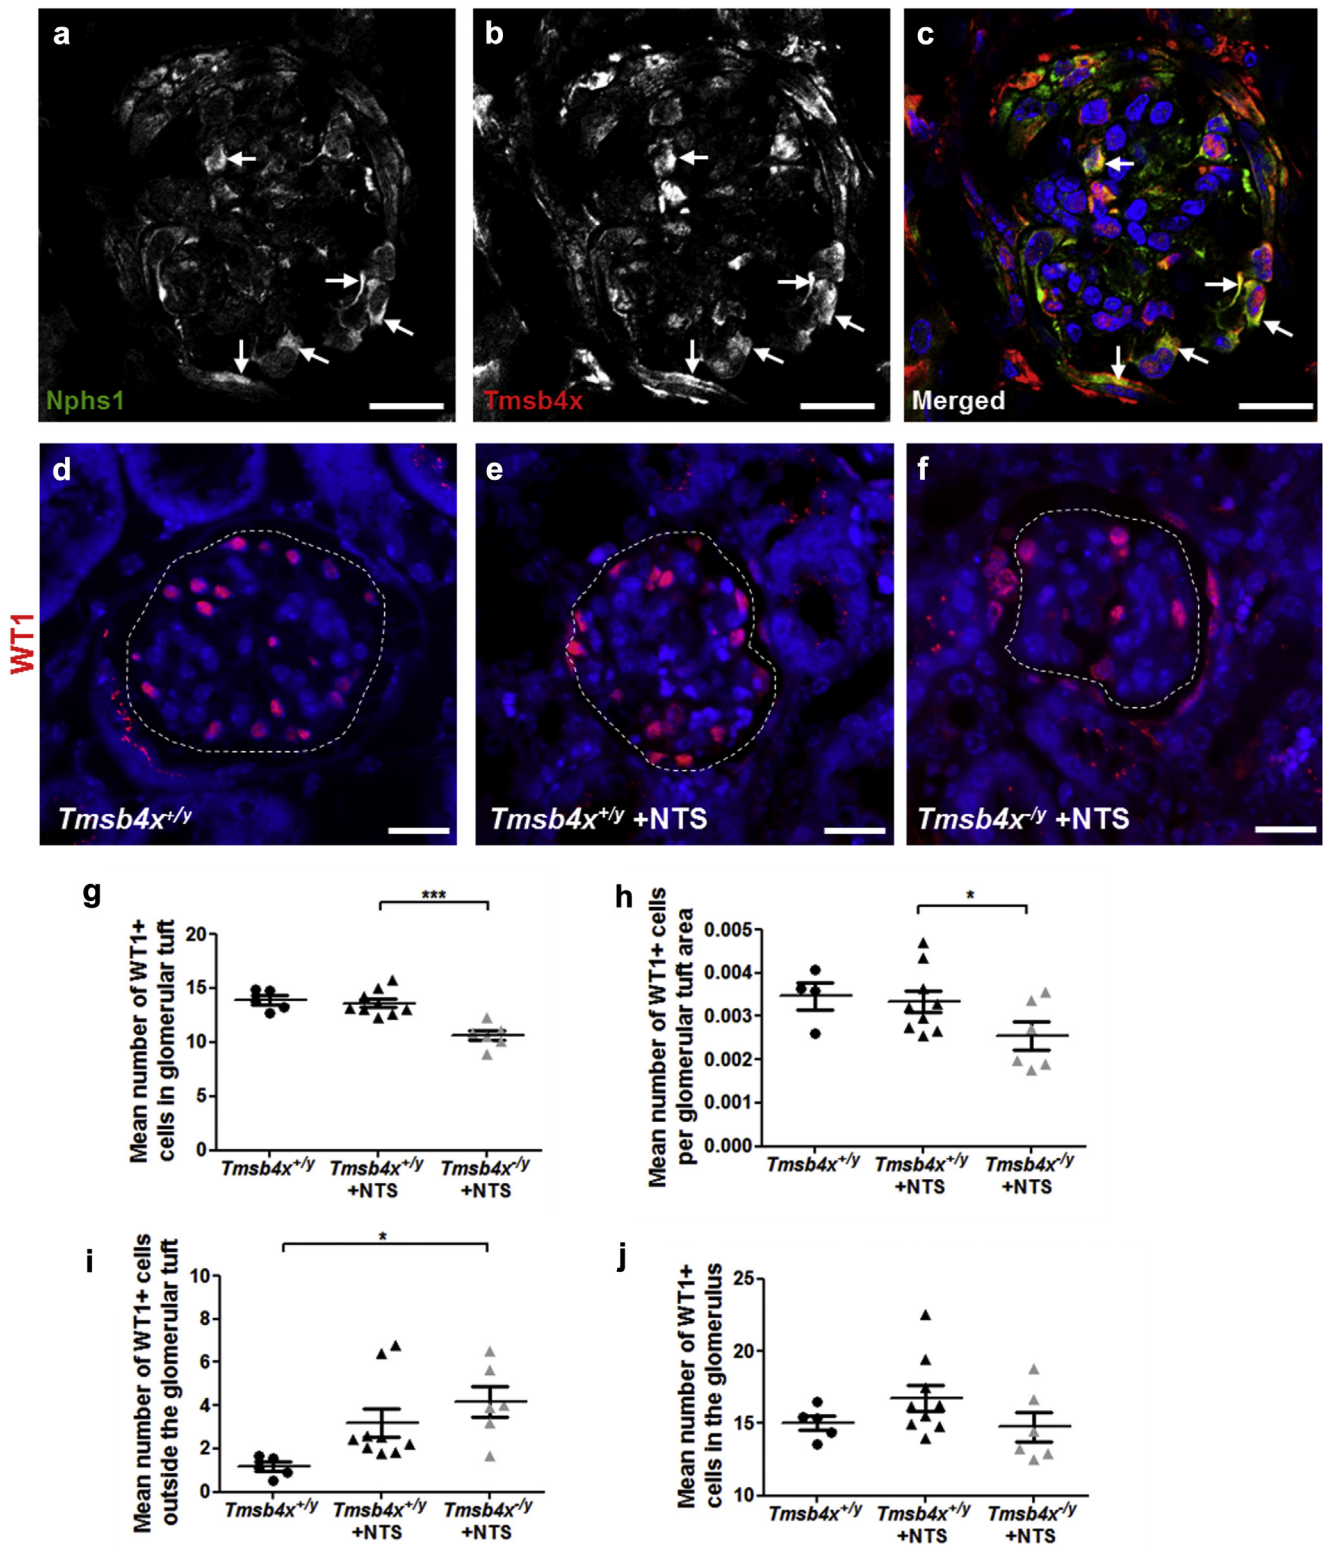 a
b
c
Nphs1
Tmsb4x
Merged
d
e
f
WT1
Tmsb4x+/y
Tmsb4x+/y +NTS
Tmsb4x-/y +NTS
g
***
Mean number of WT1+
cells in glomerular tuft
20
15
10
5
0
Tmsb4x+/y
Tmsb4x+/y
+NTS
Tmsb4x-/y
+NTS
h
*
Mean number of WT1+ cells
per glomerular tuft area
0.005
0.004
0.003
0.002
0.001
0.000
Tmsb4x+/y
Tmsb4x+/y
+NTS
Tmsb4x-/y
+NTS
i
*
Mean number of WT1+ cells
outside the glomerular tuft
10
8
6
4
2
0
Tmsb4x+/y
Tmsb4x+/y
+NTS
Tmsb4x-/y
+NTS
j
Mean number of WT1+
cells in the glomerulus
25
20
15
10
Tmsb4x+/y
Tmsb4x+/y
+NTS
Tmsb4x-/y
+NTS